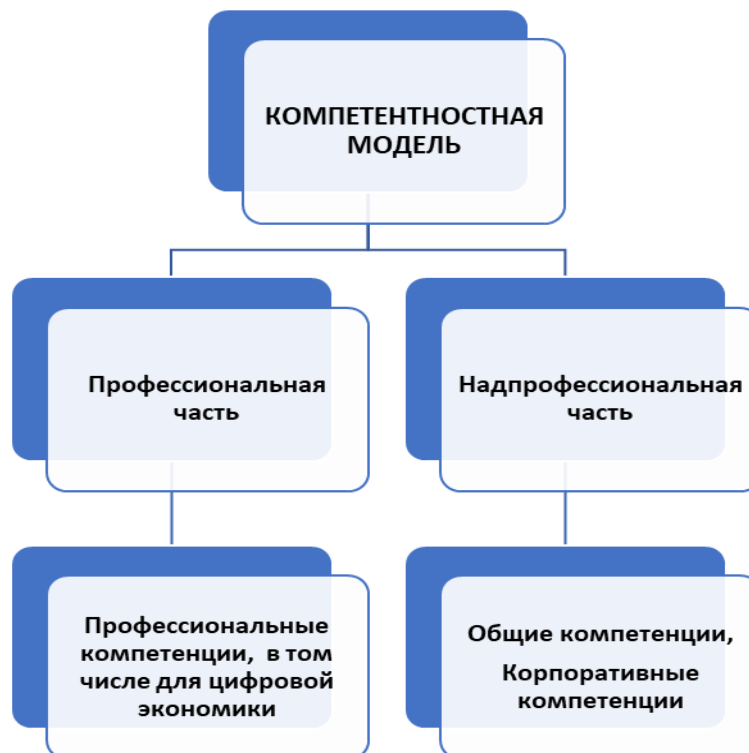 КОМПЕТЕНТНОСТНАЯ
МОДЕЛЬ
Профессиональная
часть
Надпрофессиональная
часть
Профессиональные
компетенции, в том
числе для цифровой
экономики
Общие компетенции,
Корпоративные
компетенции